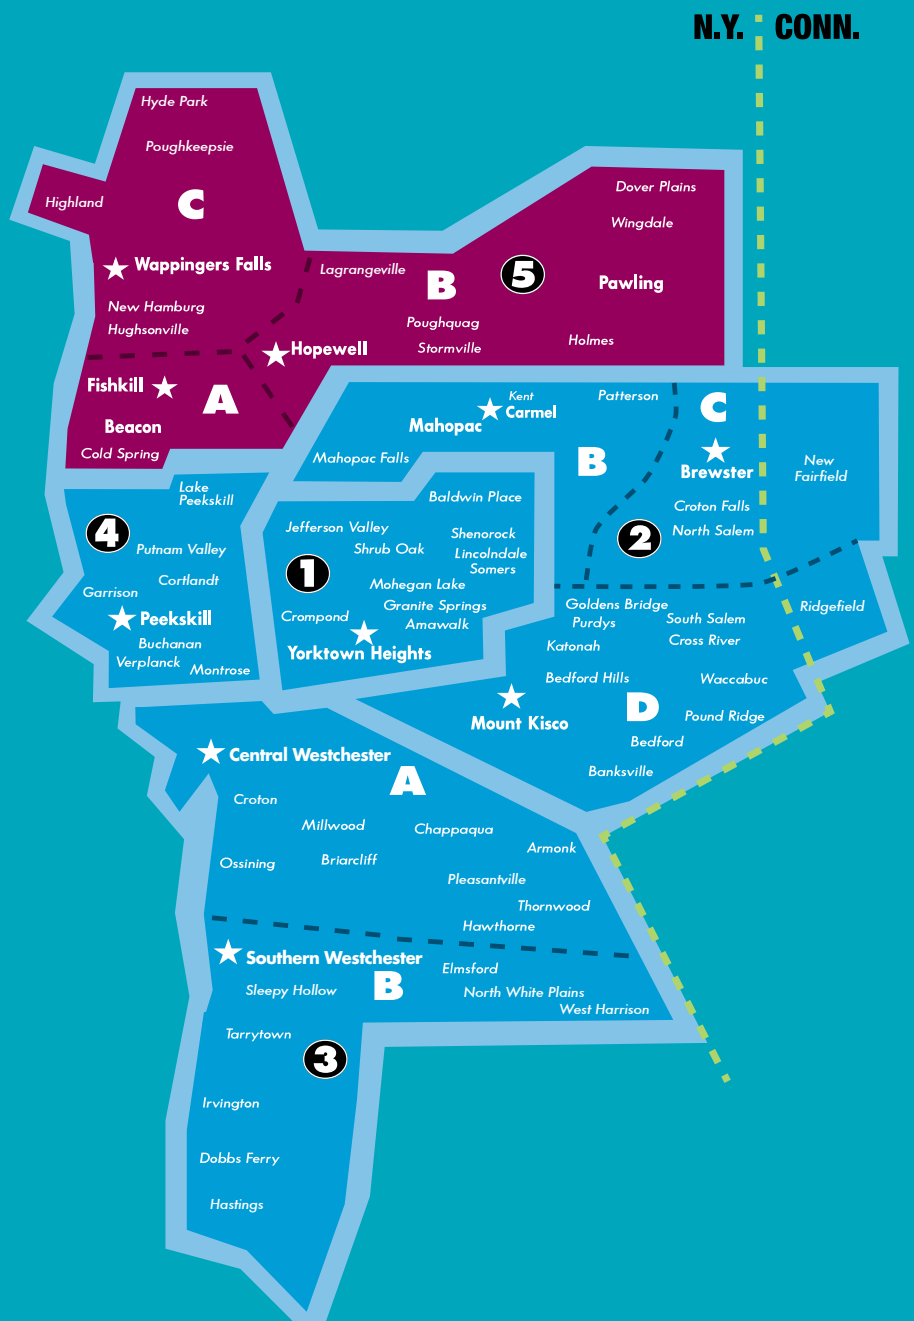 N.Y.
CONN.
Hyde Park
Poughkeepsie
Highland
C
Wappingers Falls
New Hamburg
Hughsonville
Lagrangeville
B
5
Dover Plains
Wingdale
Pawling
Poughquag
Stormville
Holmes
Hopewell
Fishkill
A
Beacon
Cold Spring
Kent
Carmel
Mahopac
Mahopac Falls
Patterson
B
C
Brewster
Croton Falls
North Salem
2
New
Fairfield
Lake
Peekskill
4
Putnam Valley
Cortlandt
Garrison
Peekskill
Buchanan
Verplanck
Montrose
Baldwin Place
Jefferson Valley
Shrub Oak
Shenorock
Lincolndale
Somers
1
Mohegan Lake
Granite Springs
Amawalk
Crompond
Yorktown Heights
Goldens Bridge
Purdys
South Salem
Cross River
Ridgefield
Katonah
Bedford Hills
Waccabuc
Mount Kisco
D
Pound Ridge
Bedford
Banksville
Central Westchester
A
Croton
Millwood
Chappaqua
Armonk
Ossining
Briarcliff
Pleasantville
Thornwood
Hawthorne
Southern Westchester
B
Elmsford
Sleepy Hollow
North White Plains
West Harrison
Tarrytown
3
Irvington
Dobbs Ferry
Hastings